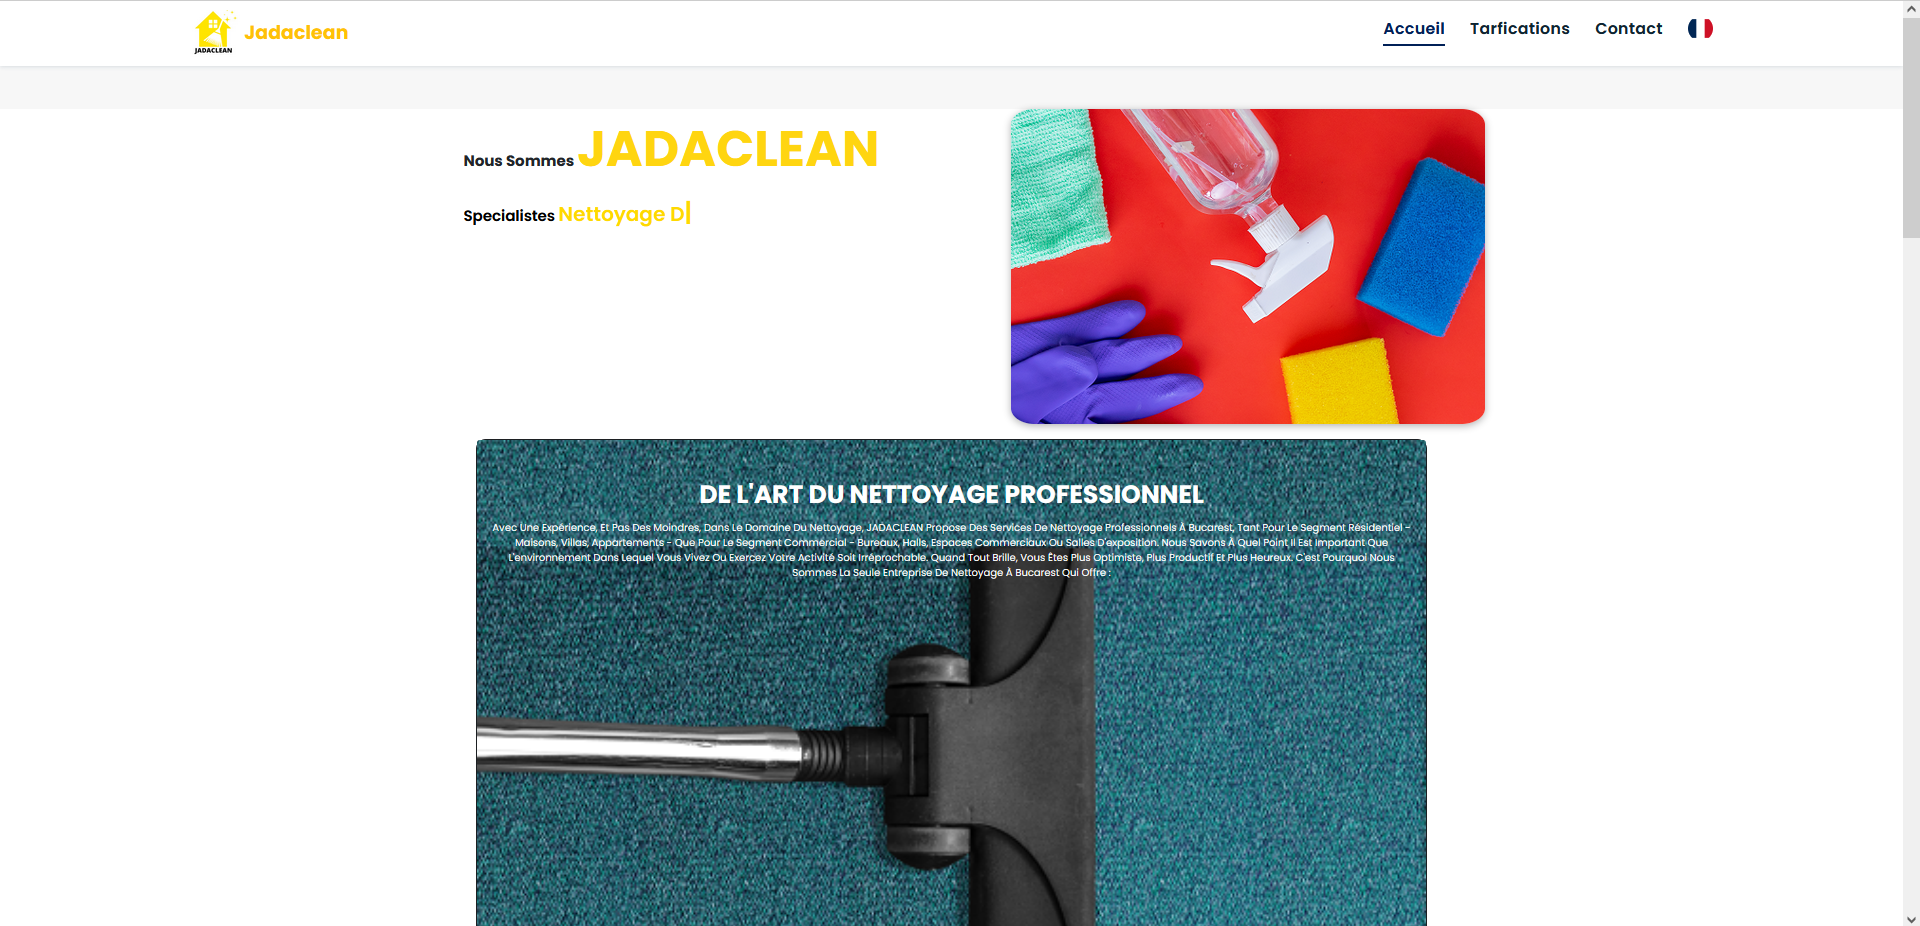 JADACLEAN
Jadaclean
Accueil
Tarfications
Contact
Nous Sommes JADACLEAN
Specialistes Nettoyage D
DE L'ART DU NETTOYAGE PROFESSIONNEL
Avec Une Expérience, Et Pas Des Moindres, Dans Le Domaine Du Nettoyage, JADACLEAN Propose Des Services De Nettoyage Professionnels À Bucarest, Tant Pour Le Segment Résidentiel -
Maisons, Villas, Appartements - Que Pour Le Segment Commercial - Bureaux, Halls, Espaces Commerciaux Ou Salles D'exposition. Nous Savons À Quel Point Il Est Important Que
L'environnement Dans Lequel Vous Vivez Ou Exercez Votre Activité Soit Irréprochable. Quand Tout Brille, Vous Êtes Plus Optimiste, Plus Productif Et Plus Heureux. C'est Pourquoi Nous
Sommes La Seule Entreprise De Nettoyage À Bucarest Qui Offre :